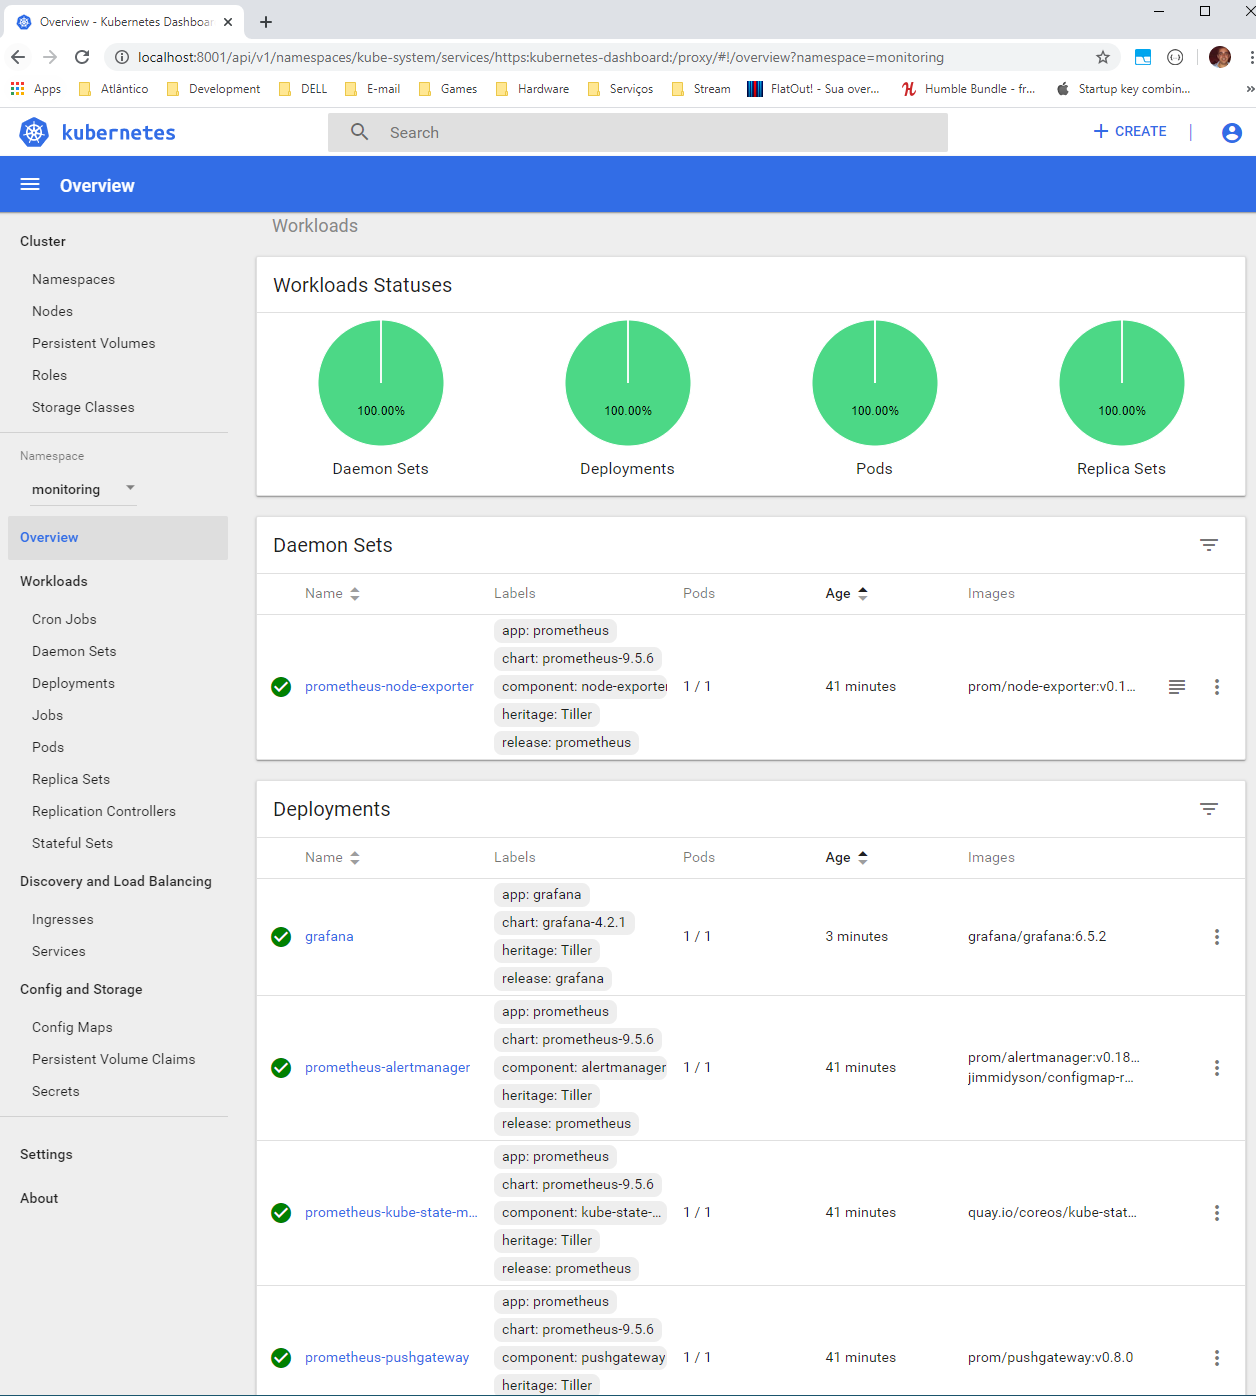 Overview - Kubernetes Dashboar
localhost:8001/api/v1/namespaces/kube-system/services/https:kubernetes-dashboard:/proxy/#!/overview?namespace=monitoring
Apps Atlântico Development DELL E-mail Games Hardware Serviços Stream FlatOut! - Sua over... Humble Bundle - fr... Startup key combin... »
kubernetes Search + CREATE
Overview
Cluster
Namespaces
Nodes
Persistent Volumes
Roles
Storage Classes
Namespace
monitoring
Overview
Workloads
Cron Jobs
Daemon Sets
Deployments
Jobs
Pods
Replica Sets
Replication Controllers
Stateful Sets
Discovery and Load Balancing
Ingresses
Services
Config and Storage
Config Maps
Persistent Volume Claims
Secrets
Settings
About
Workloads
Workloads Statuses
100.00% 100.00% 100.00% 100.00%
Daemon Sets Deployments Pods Replica Sets
Daemon Sets
Name Labels Pods Age Images
app: prometheus
chart: prometheus-9.5.6
prometheus-node-exporter component: node-exporter 1 / 1 41 minutes prom/node-exporter:v0.1...
heritage: Tiller
release: prometheus
Deployments
Name Labels Pods Age Images
app: grafana
chart: grafana-4.2.1
grafana 1 / 1 3 minutes grafana/grafana:6.5.2
heritage: Tiller
release: grafana
app: prometheus
chart: prometheus-9.5.6
prom/alertmanager:v0.18...
prometheus-alertmanager component: alertmanager 1 / 1 41 minutes
jimmidyson/configmap-r...
heritage: Tiller
release: prometheus
app: prometheus
chart: prometheus-9.5.6
prometheus-kube-state-m... component: kube-state-... 1 / 1 41 minutes quay.io/coreos/kube-stat...
heritage: Tiller
release: prometheus
app: prometheus
chart: prometheus-9.5.6
prometheus-pushgateway component: pushgateway 1 / 1 41 minutes prom/pushgateway:v0.8.0
heritage: Tiller